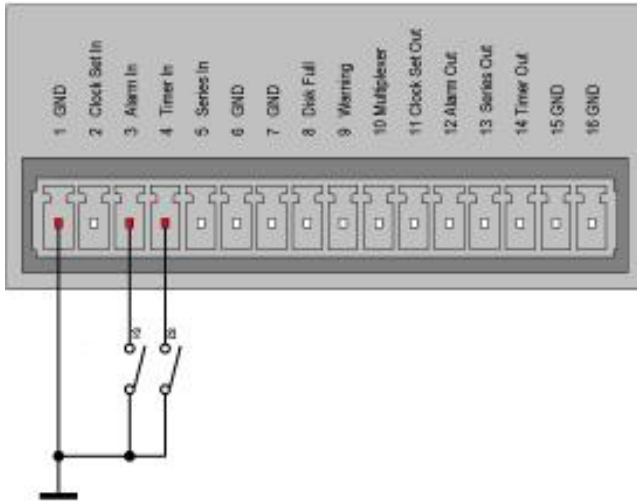 1 GND
2 Clock Set In
3 Alarm In
4 Timer In
5 Series In
6 GND
7 GND
8 Disk Full
9 Warning
10 Multiplexer
11 Clock Set Out
12 Alarm Out
13 Series Out
14 Timer Out
15 GND
16 GND